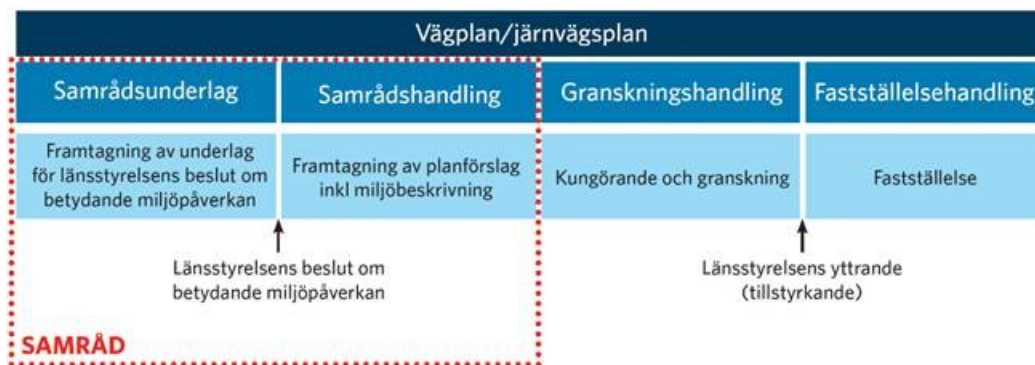 Vägplan/järnvägsplan
Samrådsunderlag
Samrådshandling
Granskningshandling
Fastställelsehandling
Framtagning av underlag
för länsstyrelsens beslut om
betydande miljöpåverkan
Framtagning av planförslag
inkl miljöbeskrivning
Kungörande och granskning
Fastställelse
Länsstyrelsens beslut om
betydande miljöpåverkan
Länsstyrelsens yttrande
(tillstyrkande)
SAMRÅD